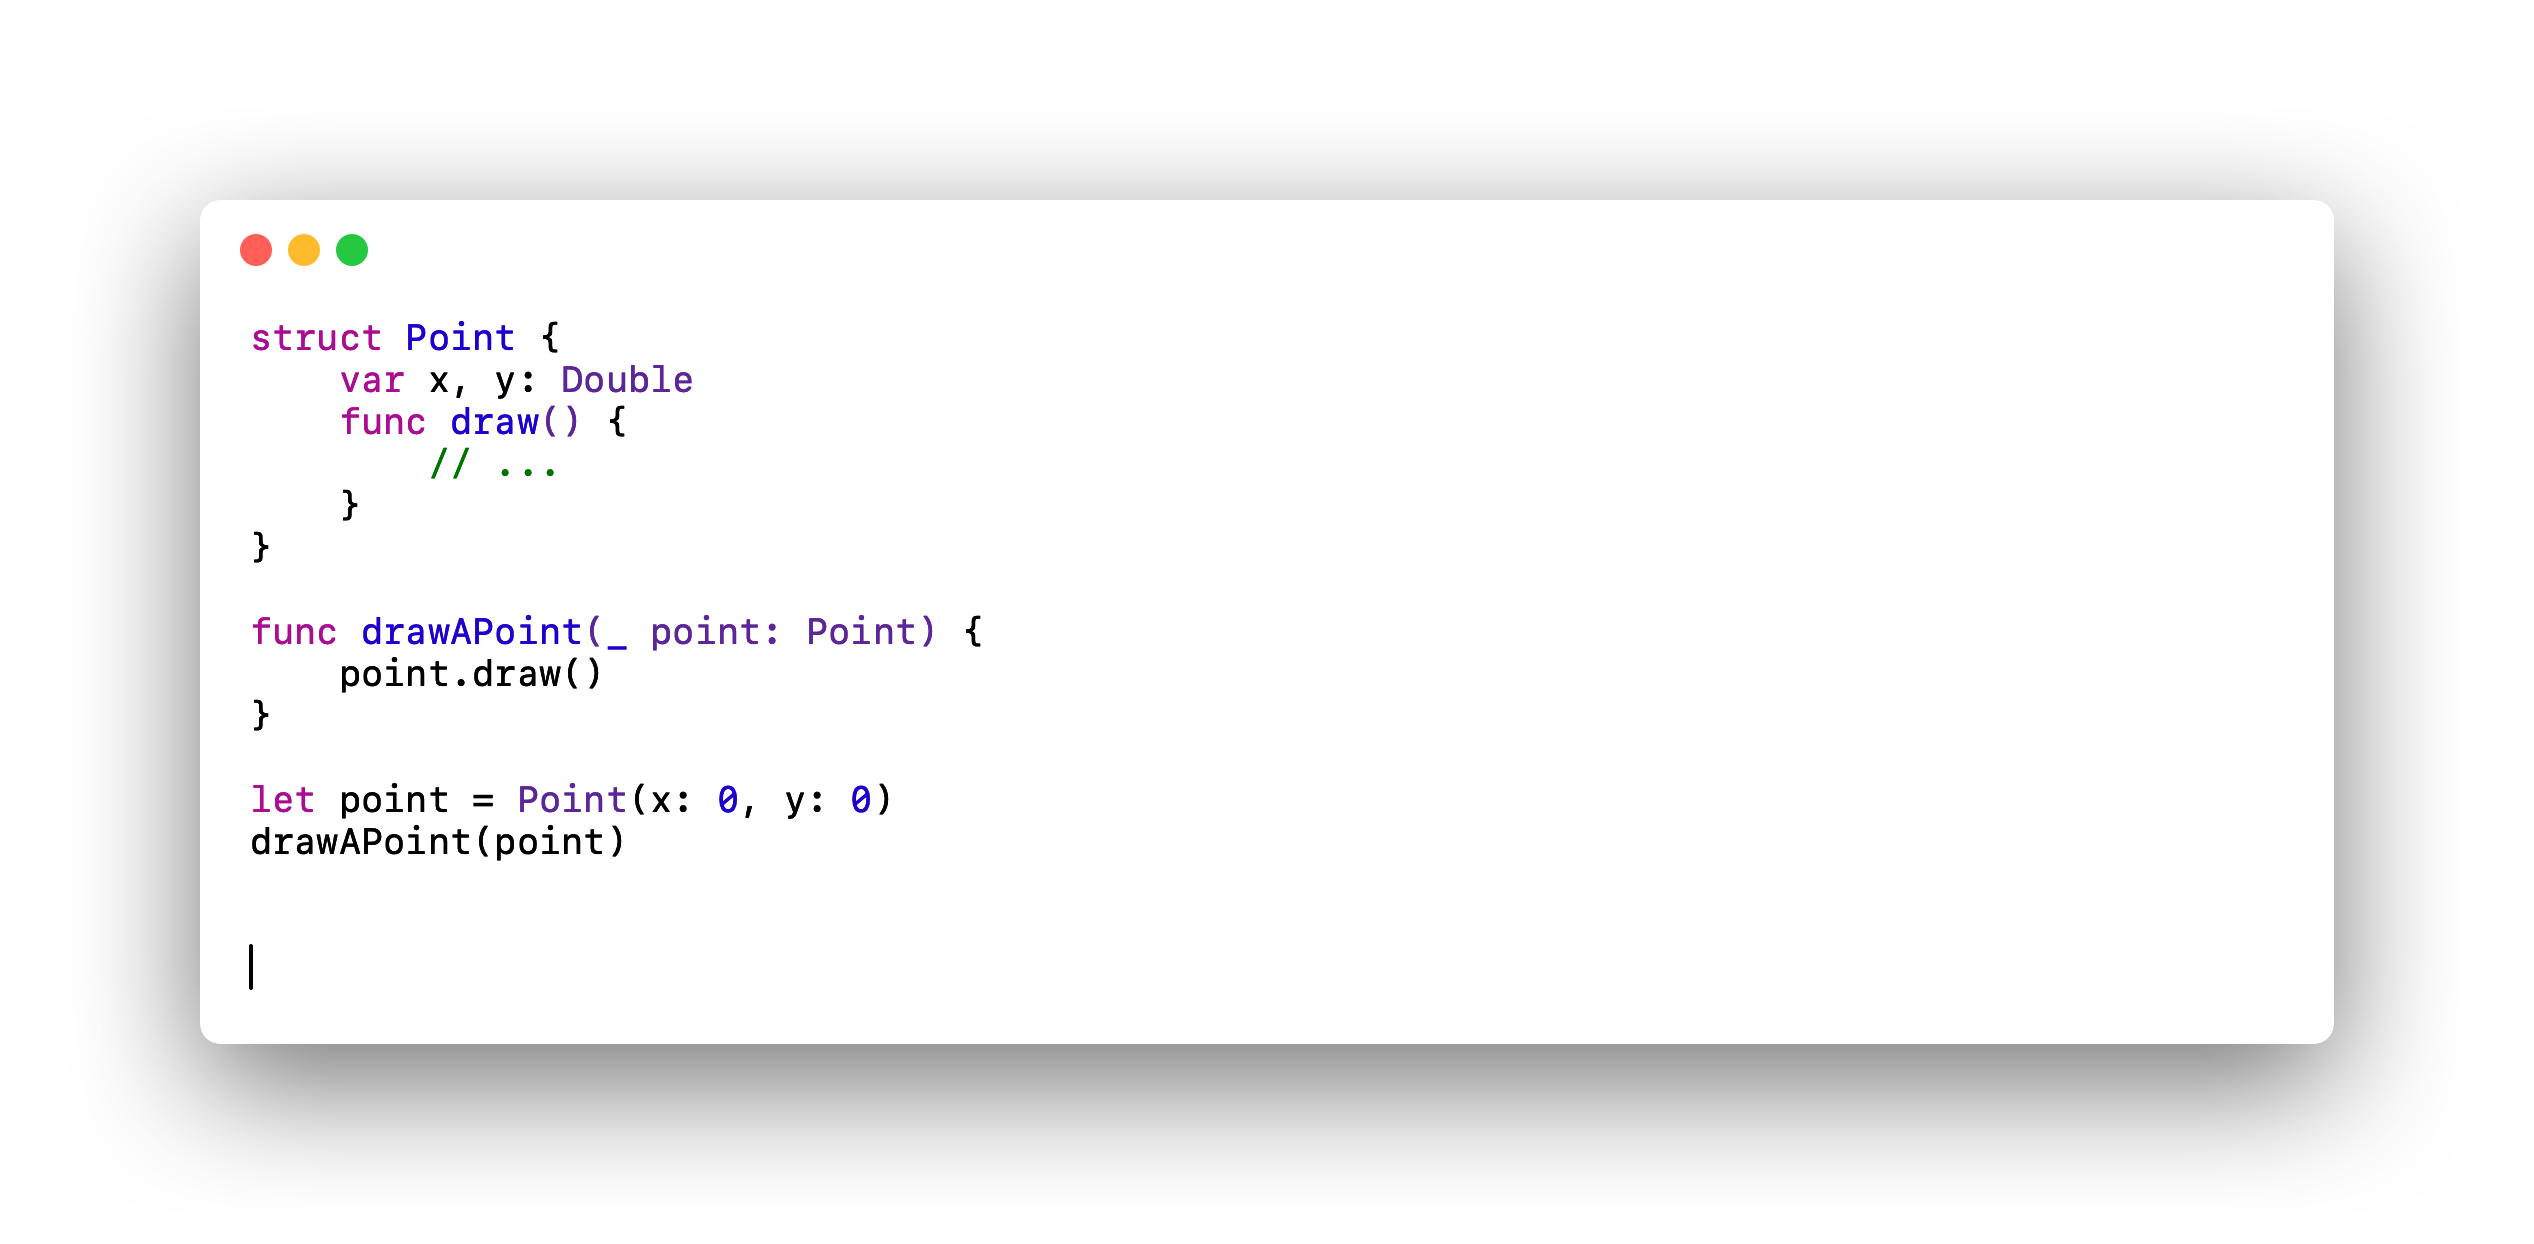 struct Point {
    var x, y: Double
    func draw() {
        // ...
    }
}

func drawAPoint(_ point: Point) {
    point.draw()
}

let point = Point(x: 0, y: 0)
drawAPoint(point)